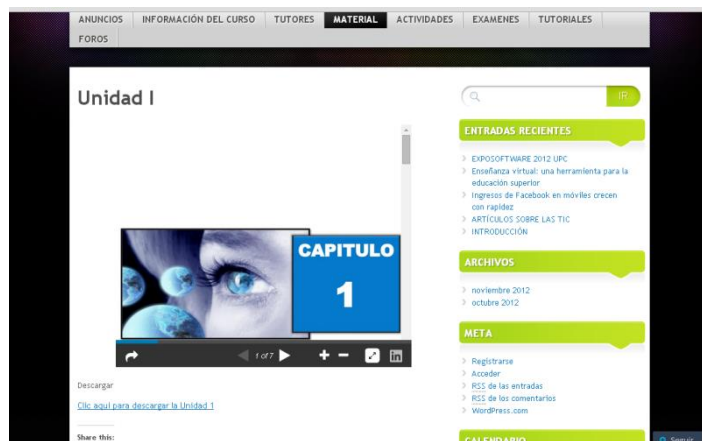 ANUNCIOS INFORMACIÓN DEL CURSO TUTORES MATERIAL ACTIVIDADES EXAMENES TUTORIALES
FOROS
Unidad I
CAPITULO
1
1 of 7
in
Descargar
Clic aquí para descargar la Unidad 1
Share this:
IR
ENTRADAS RECIENTES
EXPOSOFTWARE 2012 UPC
Enseñanza virtual: una herramienta para la
educación superior
Ingresos de Facebook en móviles crecen
con rapidez
ARTÍCULOS SOBRE LAS TIC
INTRODUCCIÓN
ARCHIVOS
noviembre 2012
octubre 2012
META
Registrarse
Acceder
RSS de las entradas
RSS de los comentarios
WordPress.com
CALENDARIO
Seguir